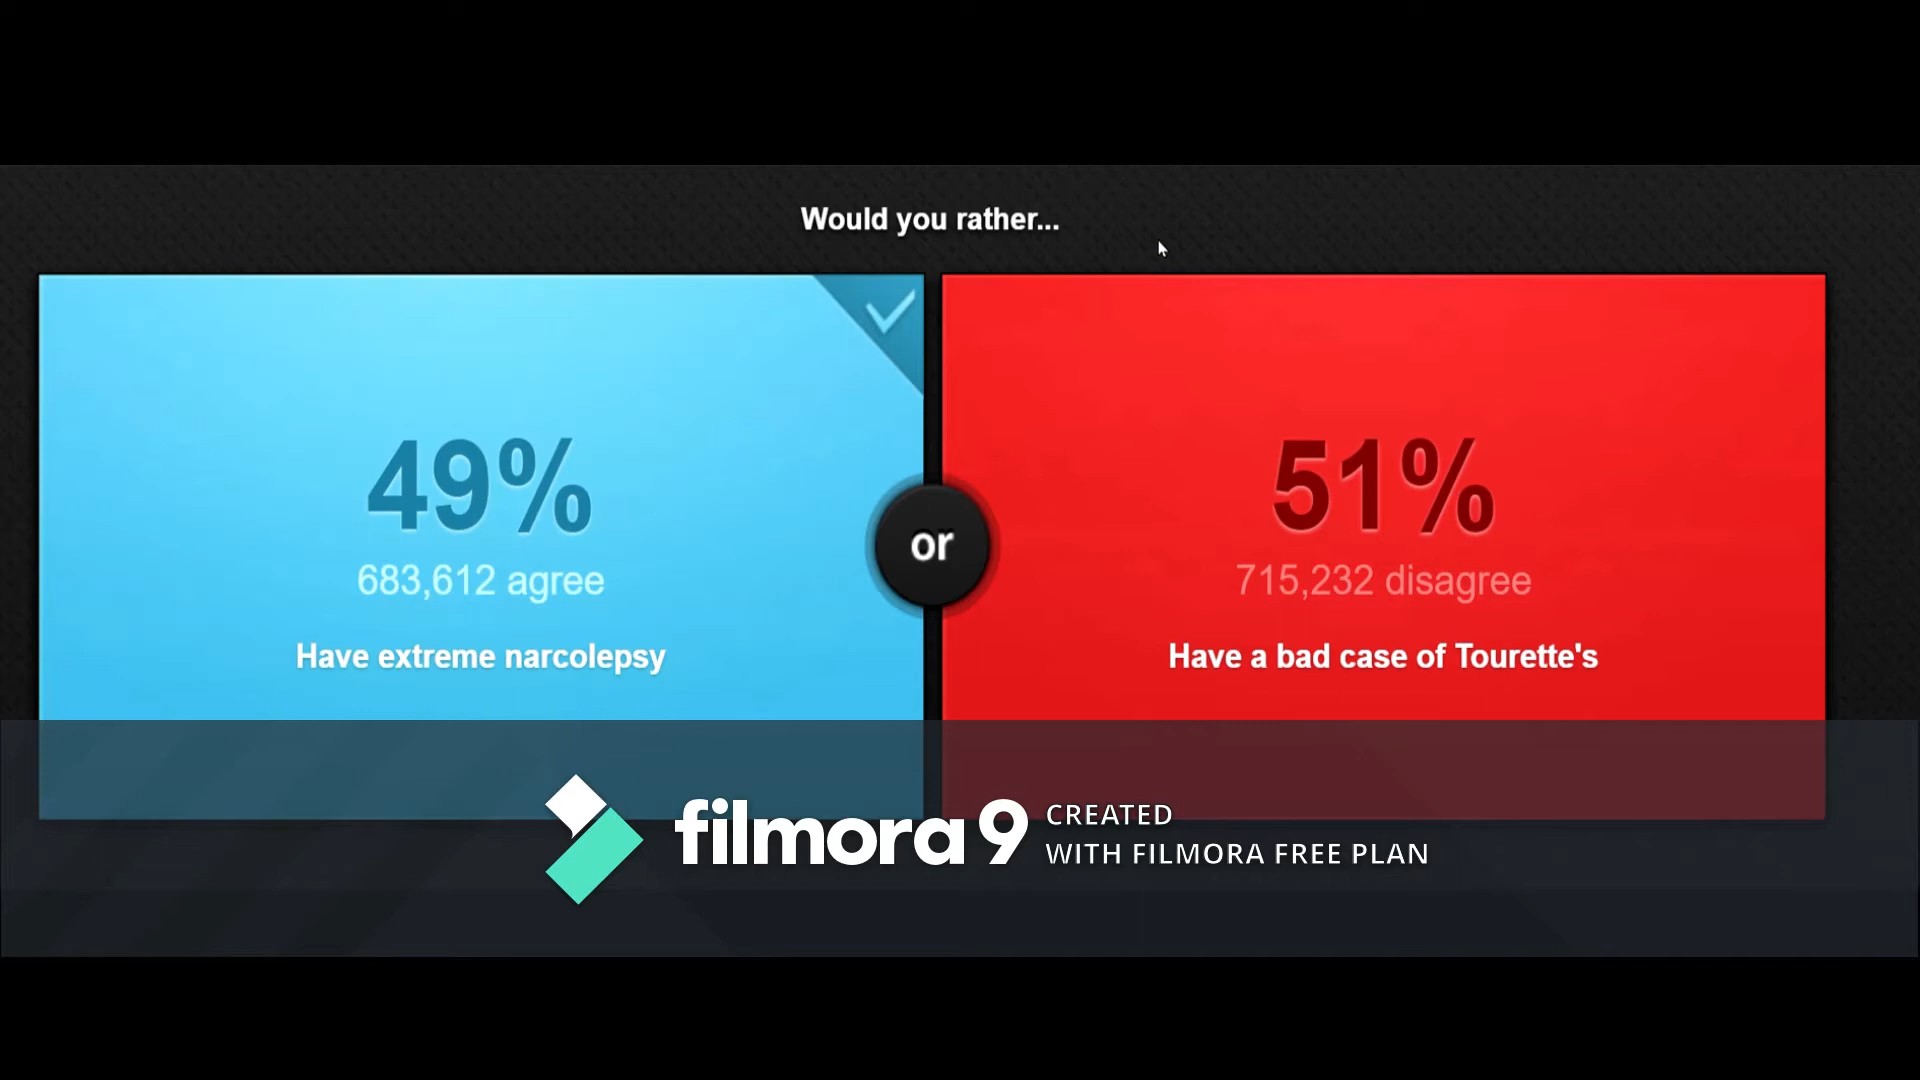 Would you rather...
49%
683,612 agree
Have extreme narcolepsy
or
51%
715,232 disagree
Have a bad case of Tourette's
filmora 9
CREATED
WITH FILMORA FREE PLAN